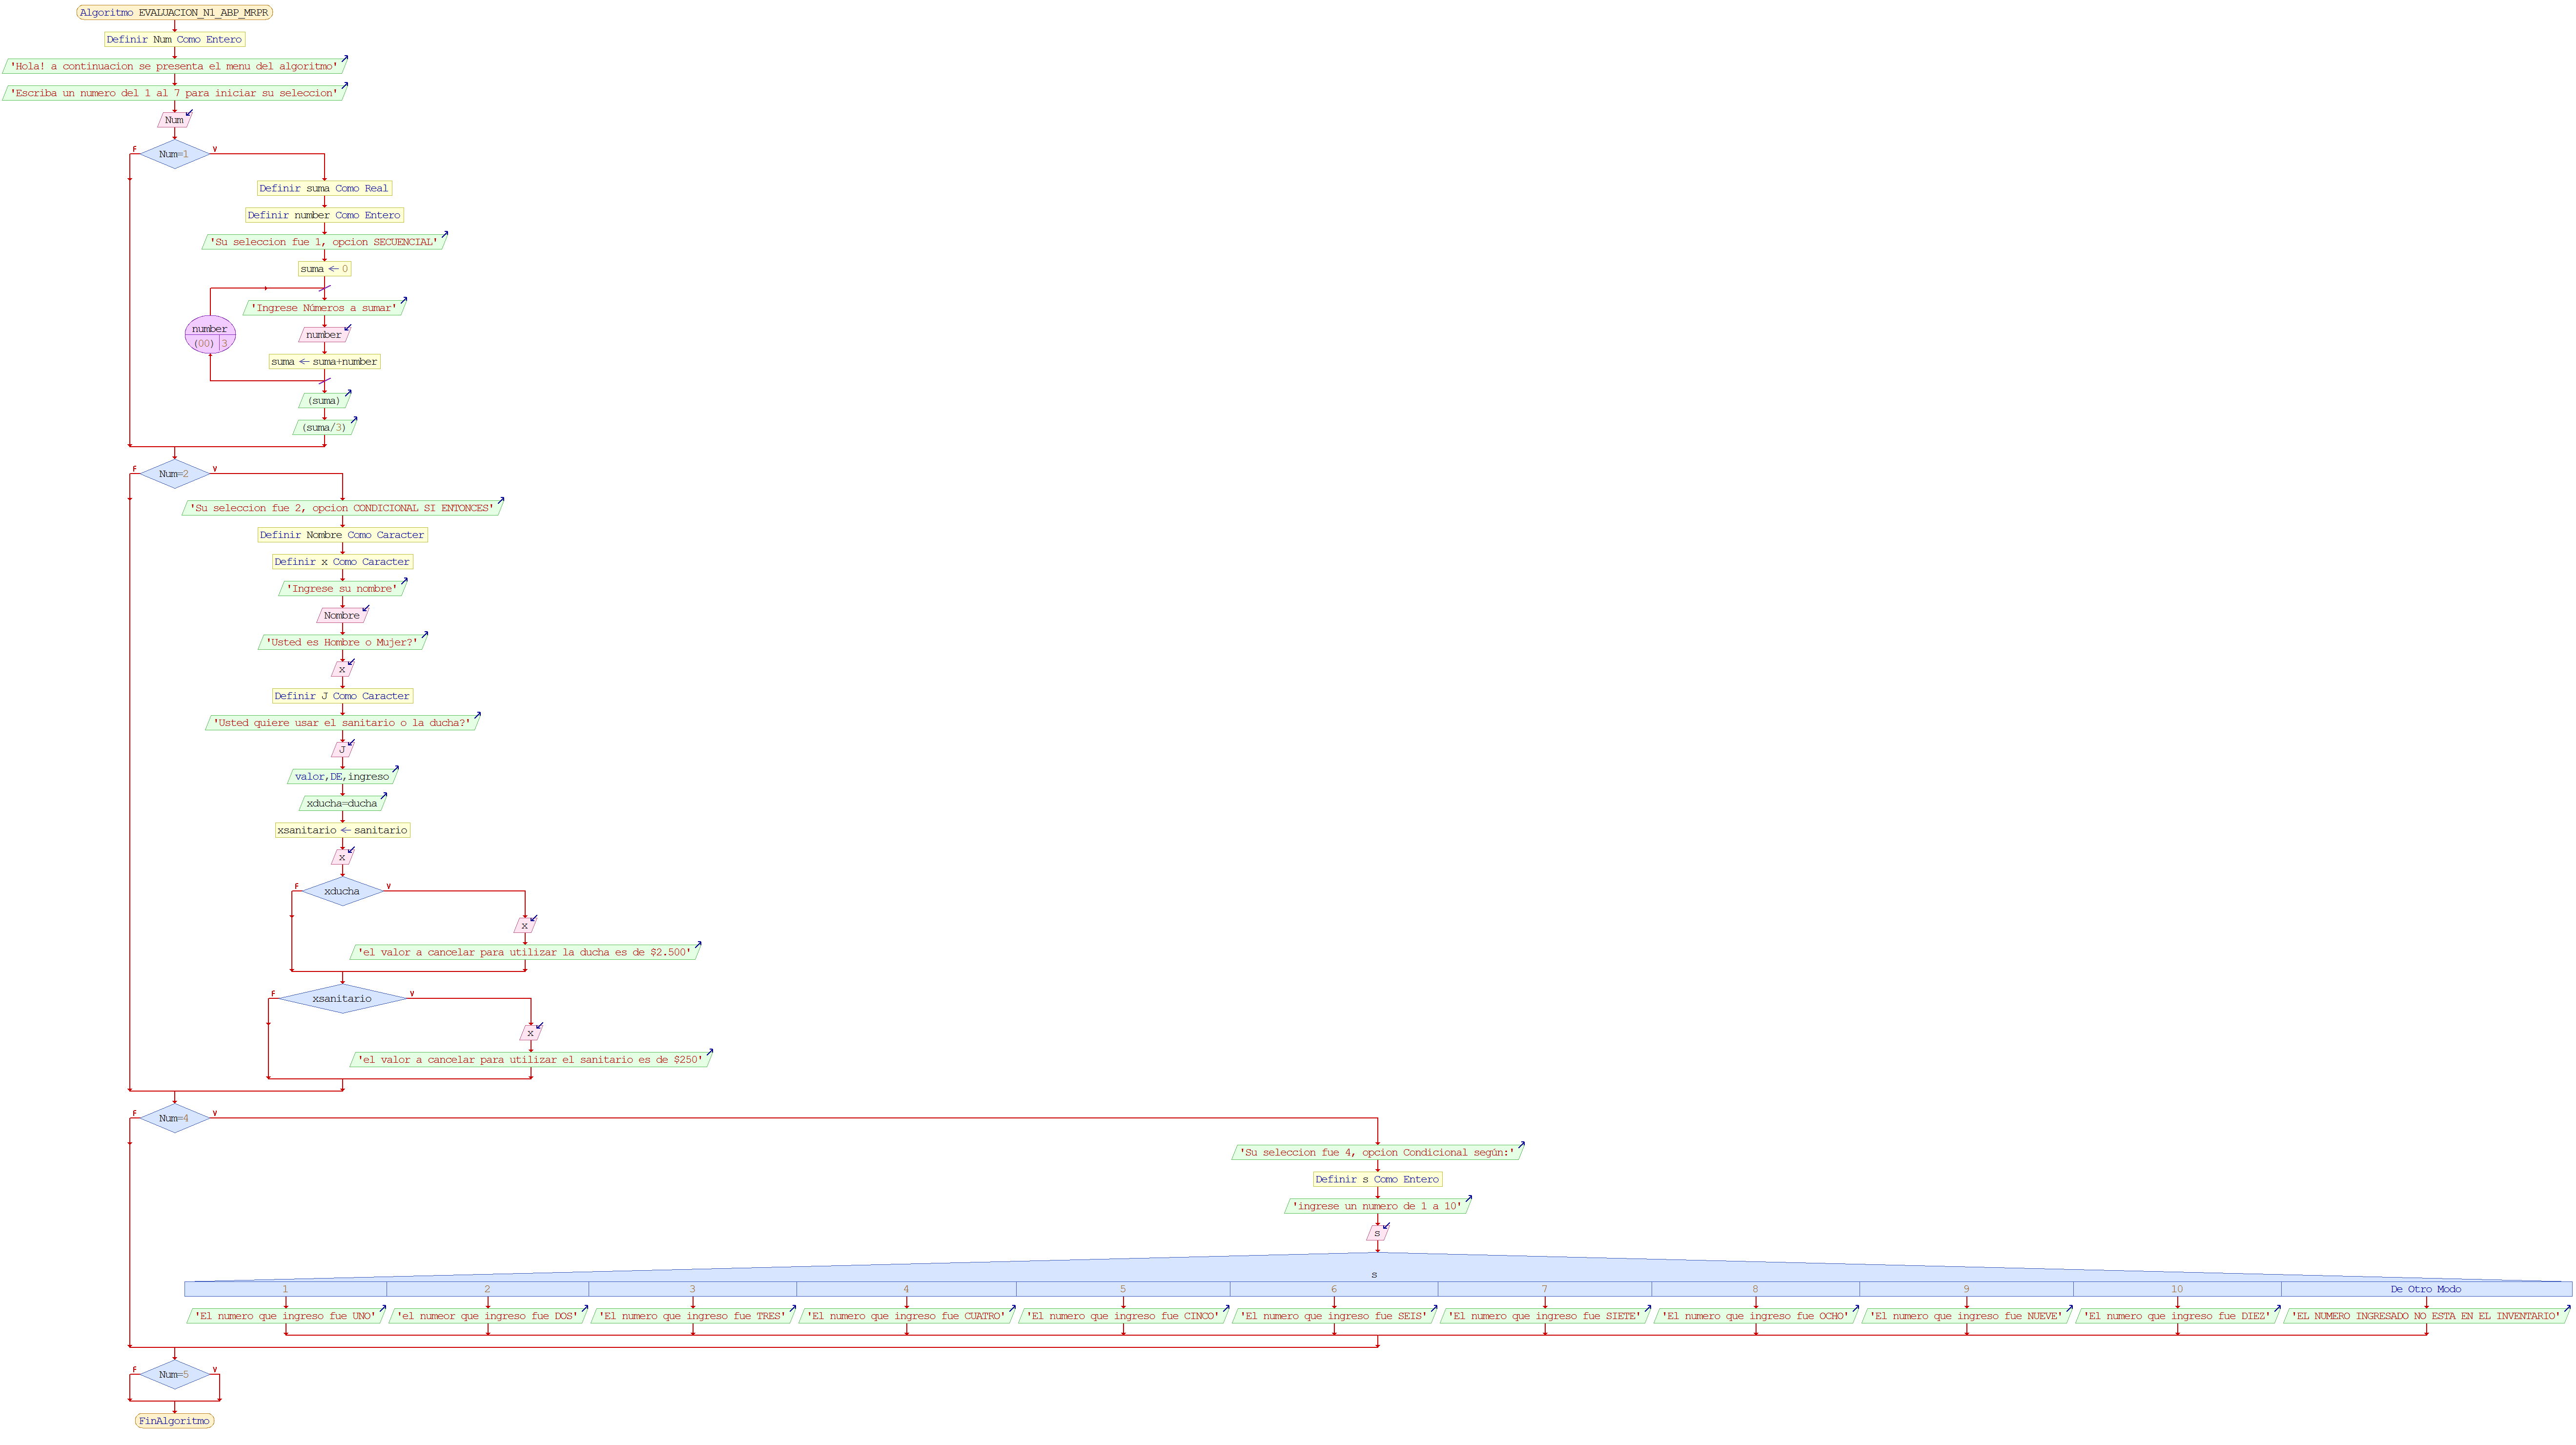 Algoritmo EVALUACION_N1_ABP_MRPR
Definir Num Como Entero
'Hola! a continuacion se presenta el menu del algoritmo'
'Escriba un numero del 1 al 7 para iniciar su seleccion'
Num
F
Num=1
V
Definir suma Como Real
Definir number Como Entero
'Su seleccion fue 1, opcion SECUENCIAL'
suma ← 0
'Ingrese Números a sumar'
number
(00) 3
number
suma ← suma+number
(suma)
(suma/3)
F
Num=2
V
'Su seleccion fue 2, opcion CONDICIONAL SI ENTONCES'
Definir Nombre Como Caracter
Definir x Como Caracter
'Ingrese su nombre'
Nombre
'Usted es Hombre o Mujer?'
x
Definir J Como Caracter
'Usted quiere usar el sanitario o la ducha?'
J
valor,DE,ingreso
xducha=ducha
xsanitario ← sanitario
x
F
xducha
V
x
'el valor a cancelar para utilizar la ducha es de $2.500'
F
xsanitario
V
x
'el valor a cancelar para utilizar el sanitario es de $250'
F
Num=4
V
'Su seleccion fue 4, opcion Condicional según:'
Definir s Como Entero
'ingrese un numero de 1 a 10'
s
s
1
2
3
4
5
6
7
8
9
10
De Otro Modo
'El numero que ingreso fue UNO'
'el numeor que ingreso fue DOS'
'El numero que ingreso fue TRES'
'El numero que ingreso fue CUATRO'
'El numero que ingreso fue CINCO'
'El numero que ingreso fue SEIS'
'El numero que ingreso fue SIETE'
'El numero que ingreso fue OCHO'
'El numero que ingreso fue NUEVE'
'El numero que ingreso fue DIEZ'
'EL NUMERO INGRESADO NO ESTA EN EL INVENTARIO'
F
Num=5
V
FinAlgoritmo